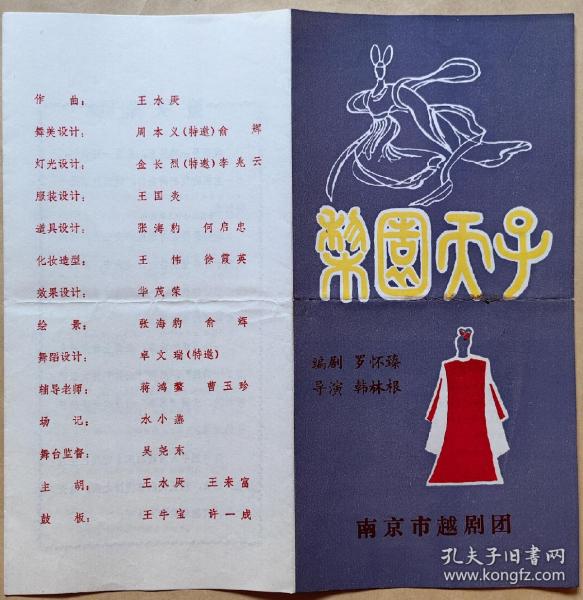 作曲：王水厌
舞美设计：周本义(特邀)俞辉
灯光设计：金长烈(特邀)李兆云
服装设计：王国炎
道具设计：张海豹 何启忠
化妆造型：王伟 徐霞英
效果设计：华茂荣
绘景：张海豹 俞辉
舞蹈设计：卓文瑞(特邀)
辅导老师：蒋鸿鳌 曹玉珍
场记：水小燕
舞台监督：吴尧东
主胡：王水厌 王未富
鼓板：王牛宝 许一成
梨园天子
编剧 罗怀臻
导演 韩林根
南京市越剧团
孔夫子旧书网
www.kongfz.com